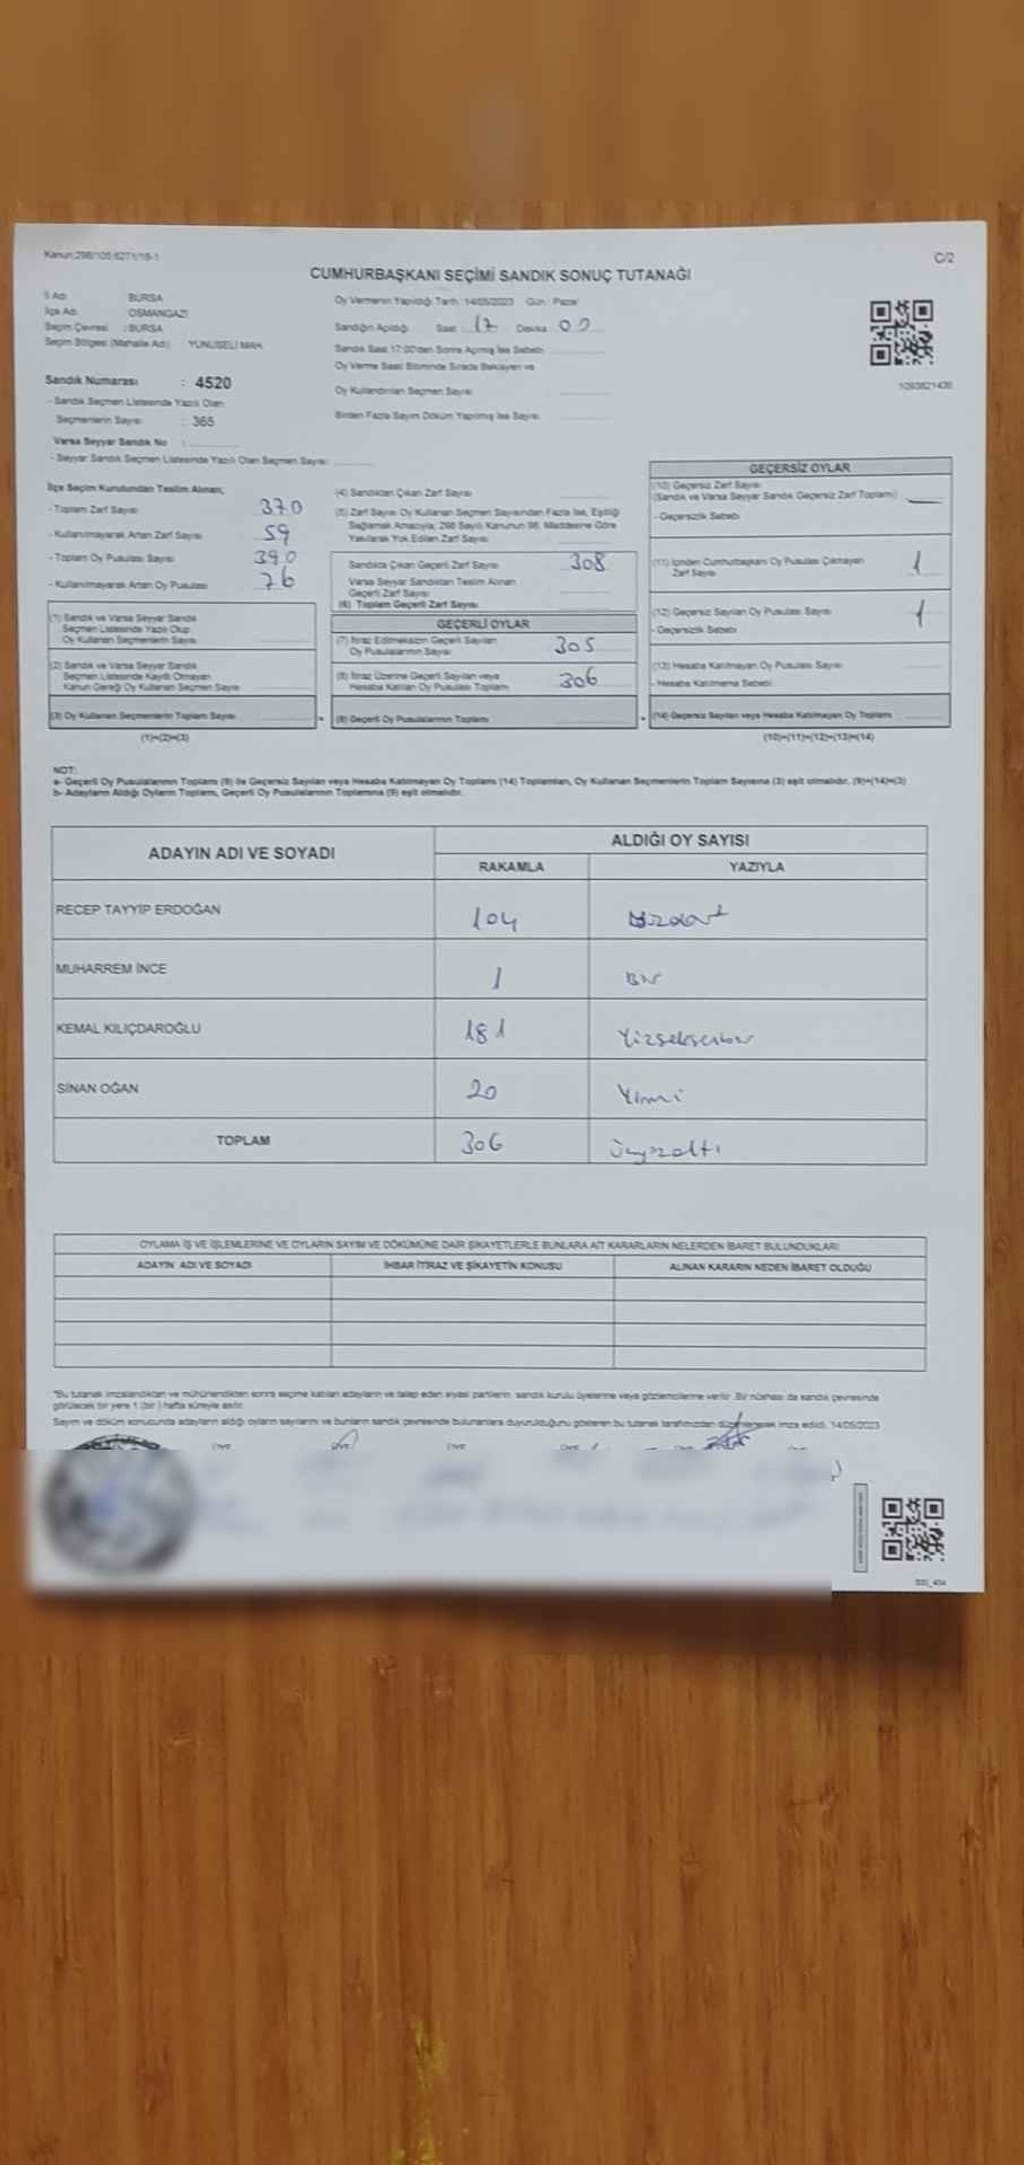 Kanun:298/105;6271/18-1
C/2
CUMHURBAŞKANI SEÇİMİ SANDIK SONUÇ TUTANAĞI
İl Adı : BURSA
İlçe Adı : OSMANGAZİ
Seçim Çevresi : BURSA
Seçim Bölgesi (Mahalle Adı) : YUNUSELİ MAH.
Oy Vermenin Yapıldığı Tarih : 14/05/2023 Gün : Pazar
Sandığın Açıldığı Saat 17 Dakika 00
Sandık Saat 17:00'den Sonra Açılmış İse Sebebi
Oy Verme Saati Bitiminde Sırada Bekleyen ve
Oy Kullandırılan Seçmen Sayısı
Birden Fazla Sayım Döküm Yapılmış İse Sayısı
Sandık Numarası : 4520
- Sandık Seçmen Listesinde Yazılı Olan
Seçmenlerin Sayısı : 365
Varsa Seyyar Sandık No :
- Seyyar Sandık Seçmen Listesinde Yazılı Olan Seçmen Sayısı
İlçe Seçim Kurulundan Teslim Alınan;
- Toplam Zarf Sayısı 370
- Kullanılmayarak Artan Zarf Sayısı 59
- Toplam Oy Pusulası Sayısı 390
- Kullanılmayarak Artan Oy Pusulası 76
(1) Sandık ve Varsa Seyyar Sandık
Seçmen Listesinde Yazılı Olup
Oy Kullanan Seçmenlerin Sayısı
(2) Sandık ve Varsa Seyyar Sandık
Seçmen Listesinde Kayıtlı Olmayan
Kanun Gereği Oy Kullanan Seçmen Sayısı
(3) Oy Kullanan Seçmenlerin Toplam Sayısı
(1)+(2)=(3)
(4) Sandıktan Çıkan Zarf Sayısı
(5) Zarf Sayısı Oy Kullanan Seçmen Sayısından Fazla İse, Eşitliği
Sağlamak Amacıyla; 298 Sayılı Kanunun 98. Maddesine Göre
Yakılarak Yok Edilen Zarf Sayısı
Sandıkta Çıkan Geçerli Zarf Sayısı 308
Varsa Seyyar Sandıktan Teslim Alınan
Geçerli Zarf Sayısı
(6) Toplam Geçerli Zarf Sayısı
GEÇERLİ OYLAR
(7) İtiraz Edilmeksizin Geçerli Sayılan
Oy Pusulalarının Sayısı 305
(8) İtiraz Üzerine Geçerli Sayılan veya
Hesaba Katılan Oy Pusulası Toplamı 306
(9) Geçerli Oy Pusulalarının Toplamı
GEÇERSİZ OYLAR
(10) Geçersiz Zarf Sayısı
(Sandık ve Varsa Seyyar Sandık Geçersiz Zarf Toplamı)
- Geçersizlik Sebebi
(11) İçinden Cumhurbaşkanı Oy Pusulası Çıkmayan
Zarf Sayısı 1
(12) Geçersiz Sayılan Oy Pusulası Sayısı 1
- Geçersizlik Sebebi
(13) Hesaba Katılmayan Oy Pusulası Sayısı
- Hesaba Katılmama Sebebi
(14) Geçersiz Sayılan veya Hesaba Katılmayan Oy Toplamı
(10)+(11)+(12)+(13)=(14)
NOT:
a- Geçerli Oy Pusulalarının Toplamı (9) ile Geçersiz Sayılan veya Hesaba Katılmayan Oy Toplamı (14) Toplamları, Oy Kullanan Seçmenlerin Toplam Sayısına (3) eşit olmalıdır. (9)+(14)=(3)
b- Adayların Aldığı Oyların Toplamı, Geçerli Oy Pusulalarının Toplamına (9) eşit olmalıdır.
ADAYIN ADI VE SOYADI
ALDIĞI OY SAYISI
RAKAMLA YAZIYLA
RECEP TAYYİP ERDOĞAN 104
MUHARREM İNCE 1 Bir
KEMAL KILIÇDAROĞLU 181 Yüzseksenbir
SİNAN OĞAN 20 Yirmi
TOPLAM 306 üçyüzaltı
OYLAMA İŞ VE İŞLEMLERİNE VE OYLARIN SAYIM VE DÖKÜMÜNE DAİR ŞİKAYETLERLE BUNLARA AİT KARARLARIN NELERDEN İBARET BULUNDUKLARI
ADAYIN ADI VE SOYADI
İHBAR İTİRAZ VE ŞİKAYETİN KONUSU
ALINAN KARARIN NEDEN İBARET OLDUĞU
"Bu tutanak imzalandıktan ve mühürlendikten sonra seçime katılan adayların ve talep eden siyasi partilerin, sandık kurulu üyelerine veya gözlemcilerine verilir. Bir nüshası da sandık çevresinde
görülecek bir yere 1 (bir ) hafta süreyle asılır.
Sayım ve döküm sonucunda adayların aldığı oyların sayılarını ve bunların sandık çevresinde bulunanlara duyurulduğunu gösteren bu tutanak tarafımızdan düzenlenerek imza edildi. 14/05/2023